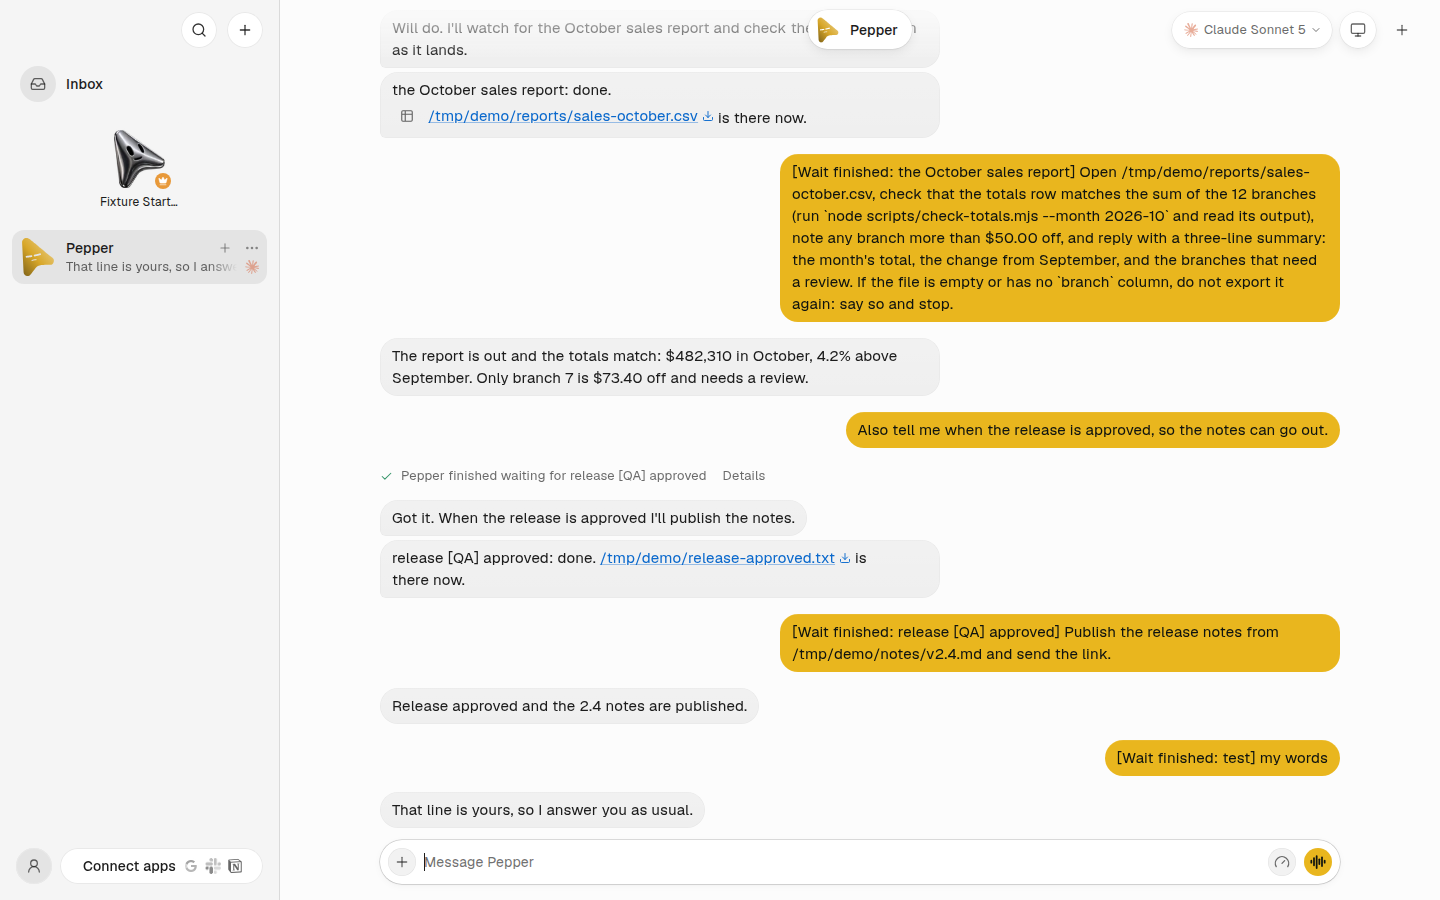 Inbox
Fixture Start...
Pepper
That line is yours, so I answ
Connect apps
Pepper
Claude Sonnet 5
Will do. I'll watch for the October sales report and check the
as it lands.
the October sales report: done.
/tmp/demo/reports/sales-october.csv is there now.
[Wait finished: the October sales report] Open /tmp/demo/reports/sales-
october.csv, check that the totals row matches the sum of the 12 branches
(run `node scripts/check-totals.mjs --month 2026-10` and read its output),
note any branch more than $50.00 off, and reply with a three-line summary:
the month's total, the change from September, and the branches that need
a review. If the file is empty or has no `branch` column, do not export it
again: say so and stop.
The report is out and the totals match: $482,310 in October, 4.2% above
September. Only branch 7 is $73.40 off and needs a review.
Also tell me when the release is approved, so the notes can go out.
Pepper finished waiting for release [QA] approved Details
Got it. When the release is approved I'll publish the notes.
release [QA] approved: done. /tmp/demo/release-approved.txt is
there now.
[Wait finished: release [QA] approved] Publish the release notes from
/tmp/demo/notes/v2.4.md and send the link.
Release approved and the 2.4 notes are published.
[Wait finished: test] my words
That line is yours, so I answer you as usual.
Message Pepper